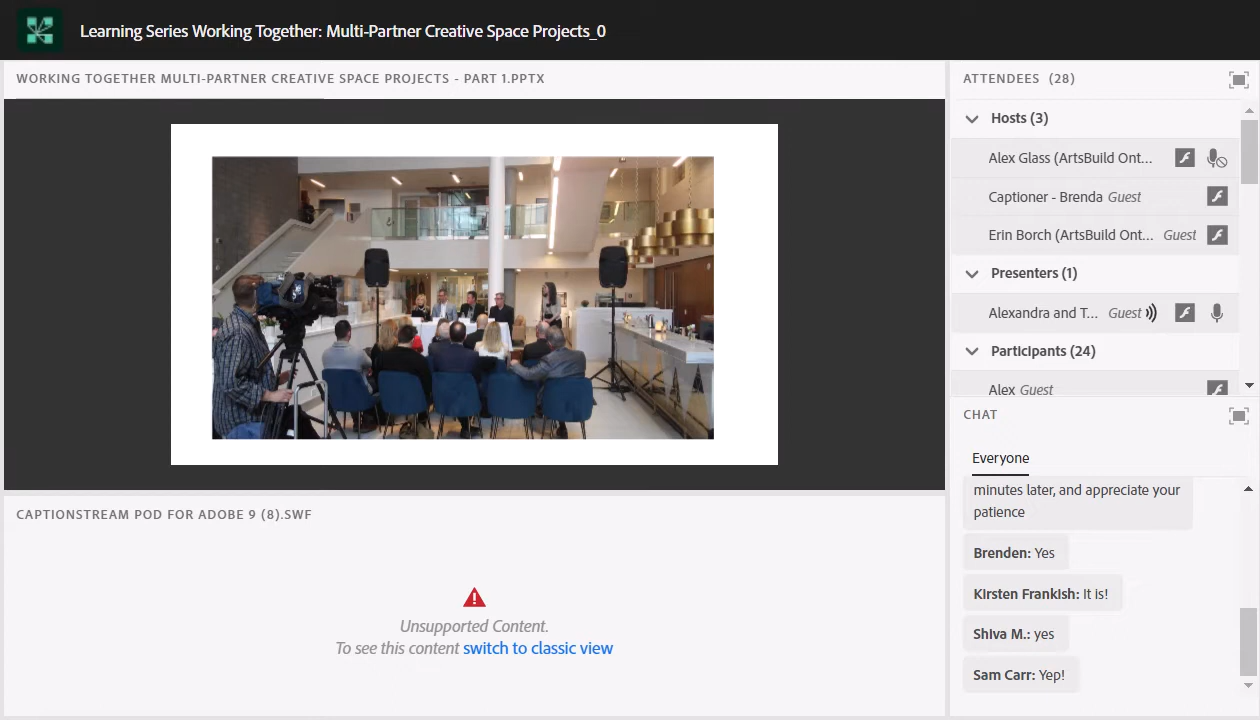 Learning Series Working Together: Multi-Partner Creative Space Projects_0
WORKING TOGETHER MULTI-PARTNER CREATIVE SPACE PROJECTS - PART 1.PPTX
CAPTIONSTREAM POD FOR ADOBE 9 (8).SWF
Unsupported Content.
To see this content switch to classic view
ATTENDEES (28)
Hosts (3)
Alex Glass (ArtsBuild Ont...
Captioner - Brenda Guest
Erin Borch (ArtsBuild Ont... Guest
Presenters (1)
Alexandra and T... Guest
Participants (24)
Alex Guest
CHAT
Everyone
minutes later, and appreciate your
patience
Brenden: Yes
Kirsten Frankish: It is!
Shiva M.: yes
Sam Carr: Yep!